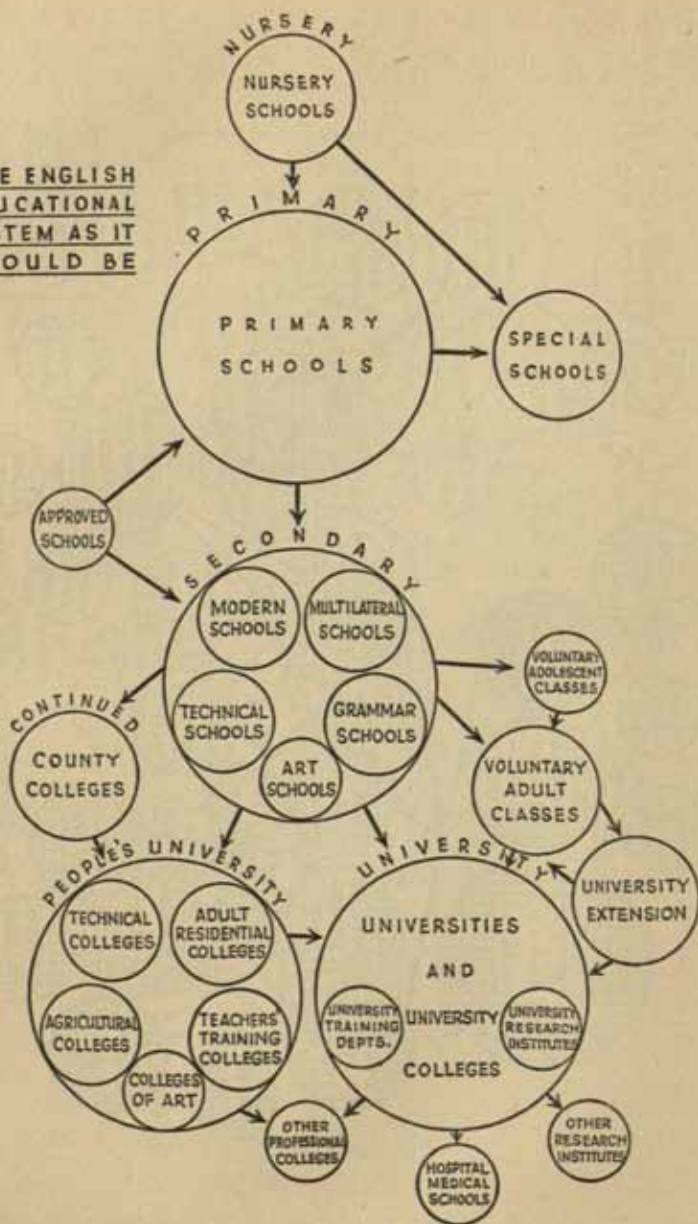 NURSERY
NURSERY
SCHOOLS
E ENGLISH
UCATIONAL
STEM AS IT
OULD BE
PRIMARY
PRIMARY
SCHOOLS
SPECIAL
SCHOOLS
APPROVED
SCHOOLS
SECONDARY
MODERN
SCHOOLS
MULTILATERAL
SCHOOLS
TECHNICAL
SCHOOLS
GRAMMAR
SCHOOLS
ART
SCHOOLS
VOLUNTARY
ADOLESCENT
CLASSES
CONTINUED
COUNTY
COLLEGES
VOLUNTARY
ADULT
CLASSES
UNIVERSITY
EXTENSION
PEOPLE'S UNIVERSITY
TECHNICAL
COLLEGES
ADULT
RESIDENTIAL
COLLEGES
AGRICULTURAL
COLLEGES
TEACHERS'
TRAINING
COLLEGES
COLLEGES
OF ART
UNIVERSITY
UNIVERSITIES
AND
UNIVERSITY
COLLEGES
UNIVERSITY
TRAINING
DEPTS.
UNIVERSITY
RESEARCH
INSTITUTES
OTHER
PROFESSIONAL
COLLEGES
HOSPITAL
MEDICAL
SCHOOLS
OTHER
RESEARCH
INSTITUTES